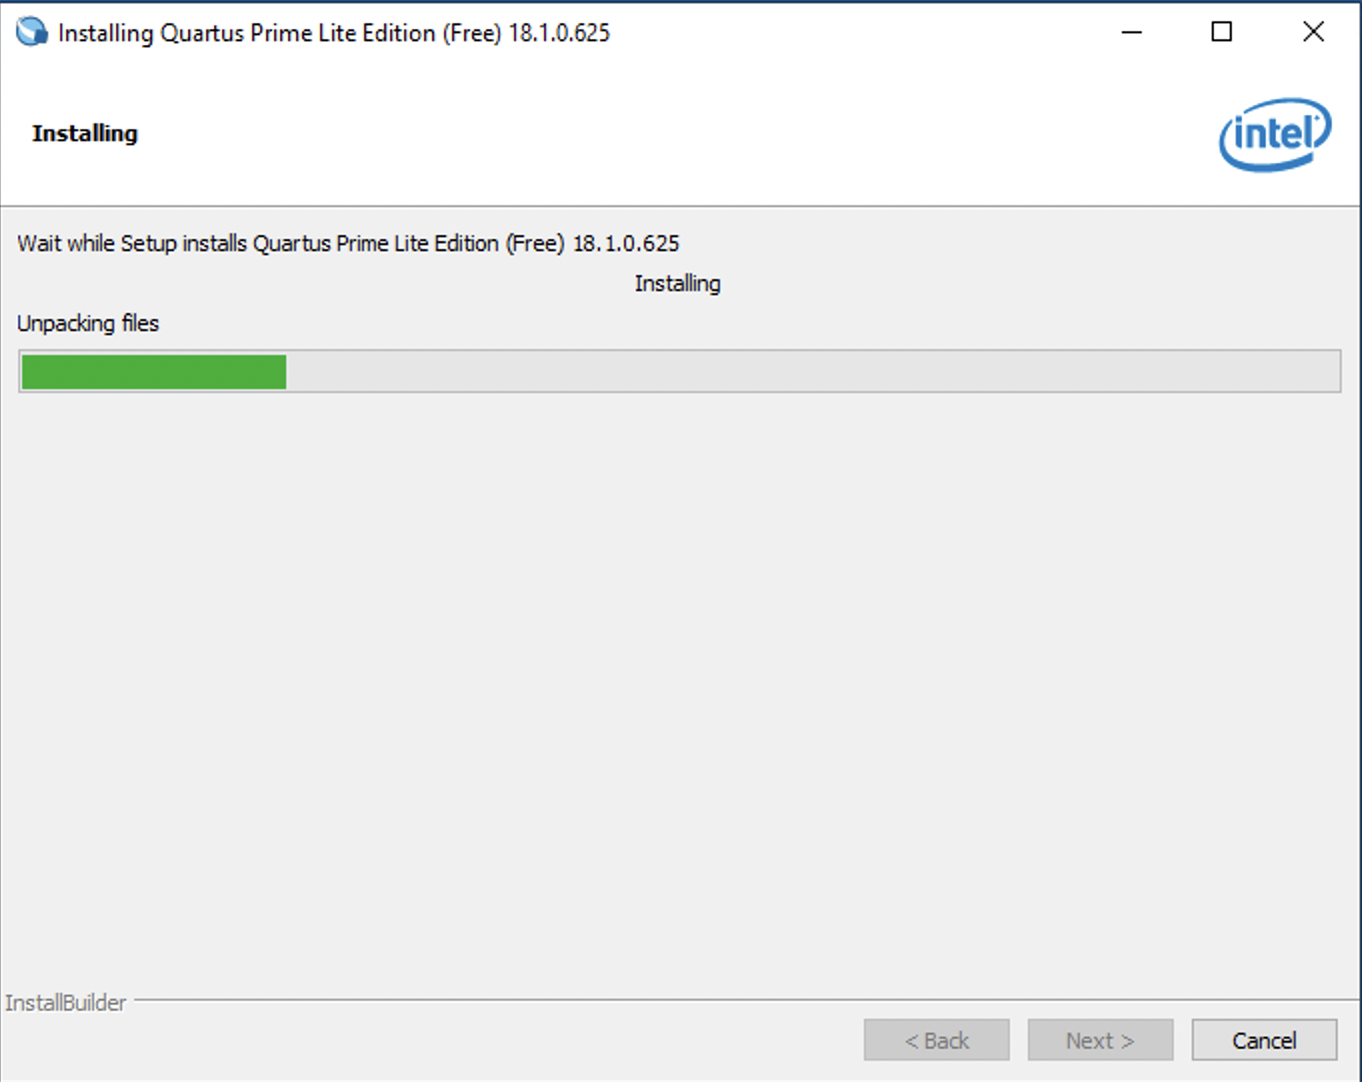 Installing Quartus Prime Lite Edition (Free) 18.1.0.625
Installing
intel
Wait while Setup installs Quartus Prime Lite Edition (Free) 18.1.0.625
Installing
Unpacking files
InstallBuilder
< Back
Next >
Cancel